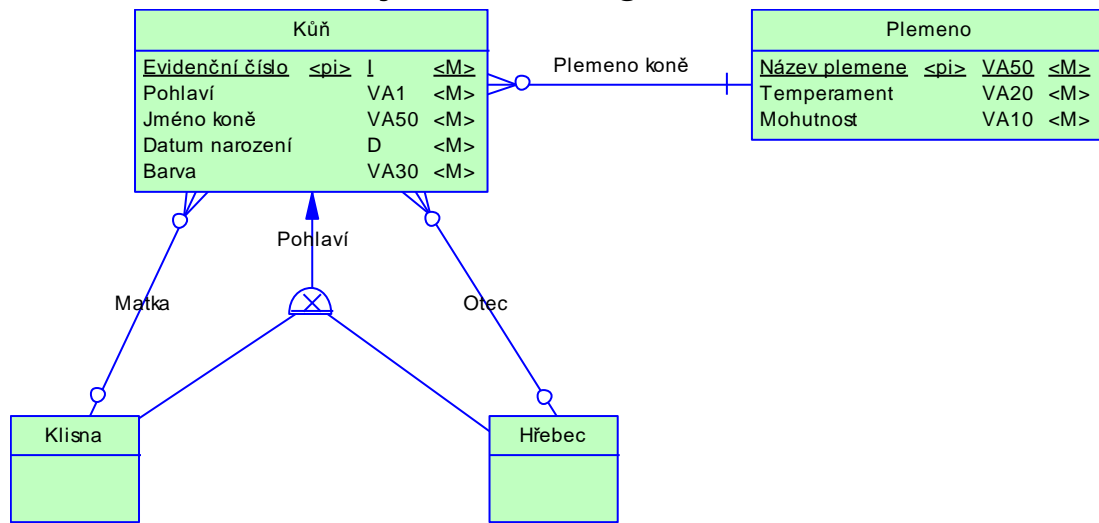 Kůň
Evidenční číslo <pi> I <M>
Pohlaví VA1 <M>
Jméno koně VA50 <M>
Datum narození D <M>
Barva VA30 <M>
Plemeno koně
Plemeno
Název plemene <pi> VA50 <M>
Temperament VA20 <M>
Mohutnost VA10 <M>
Pohlaví
Matka
Otec
Klisna
Hřebec